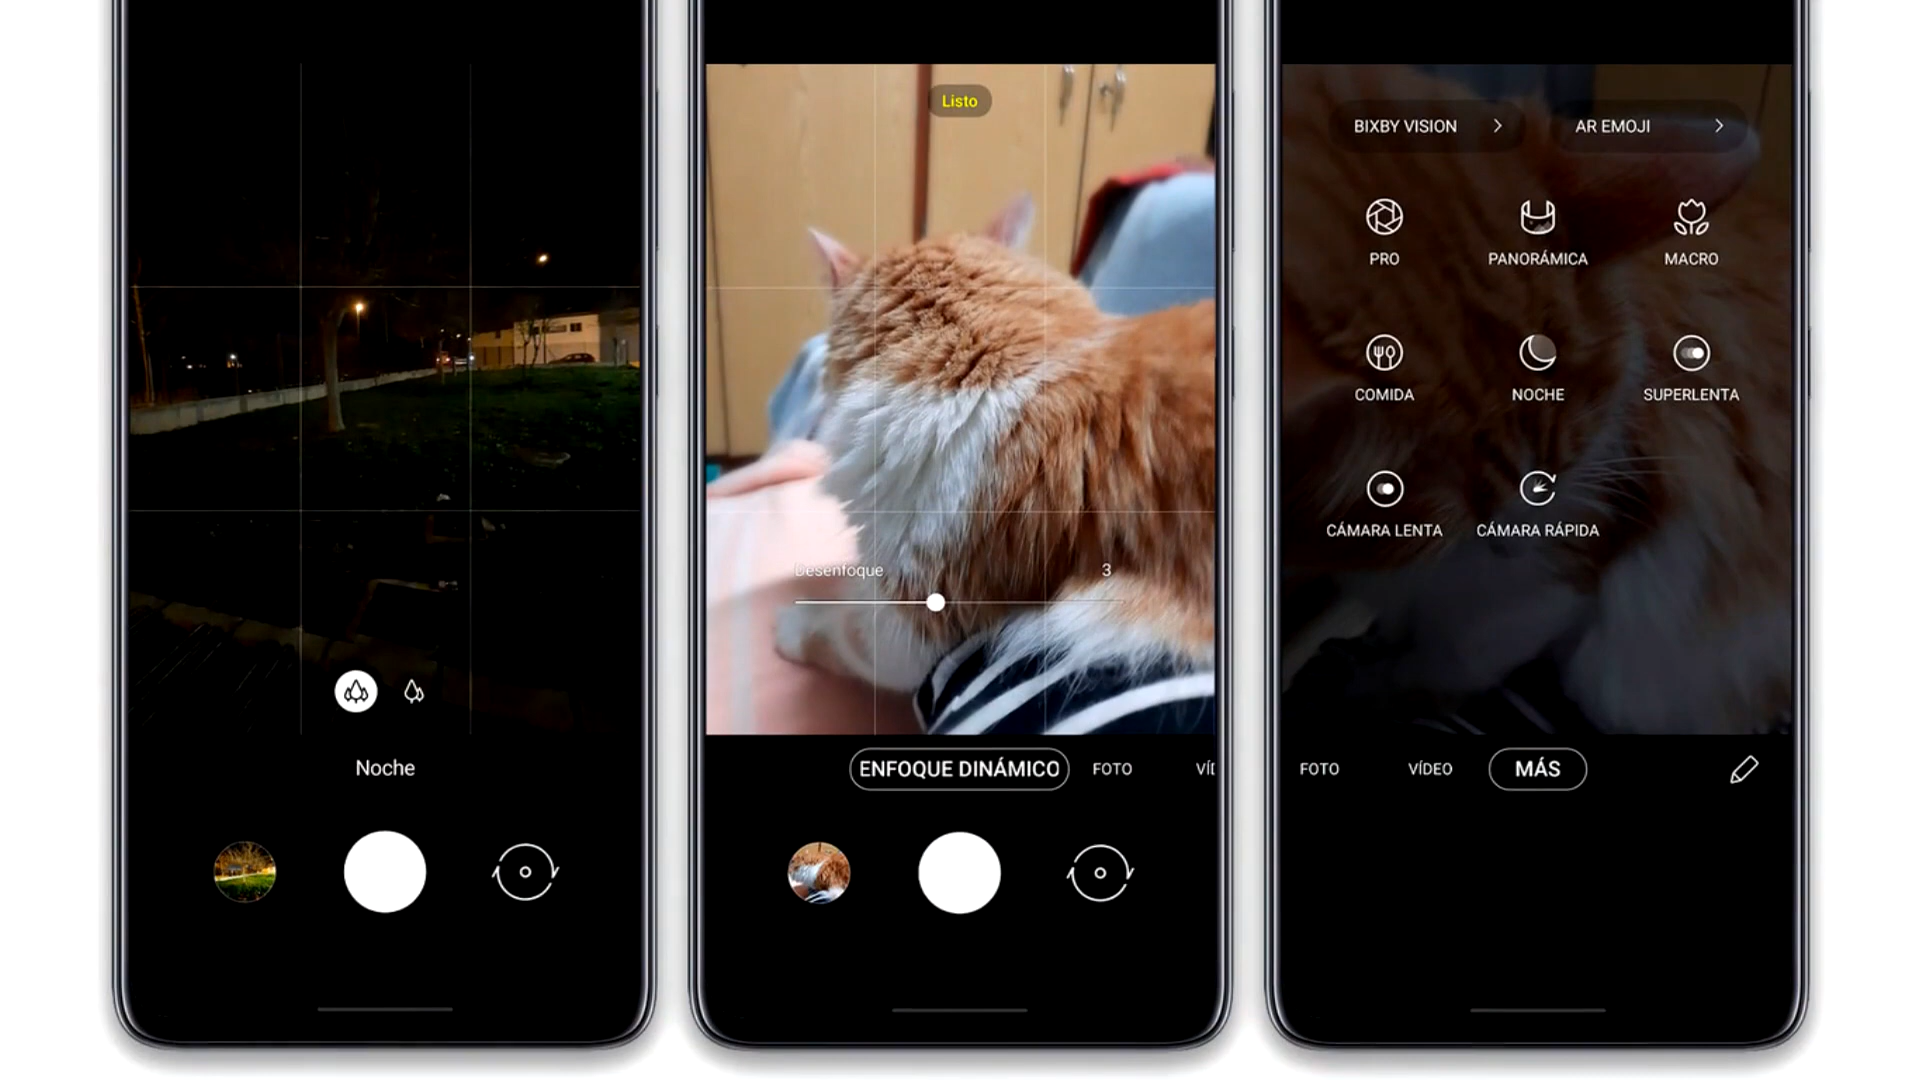 Noche
Listo
Desenfoque 3
ENFOQUE DINÁMICO FOTO VÍD
BIXBY VISION
AR EMOJI
PRO
PANORÁMICA
MACRO
COMIDA
NOCHE
SUPERLENTA
CÁMARA LENTA
CÁMARA RÁPIDA
FOTO VÍDEO MÁS